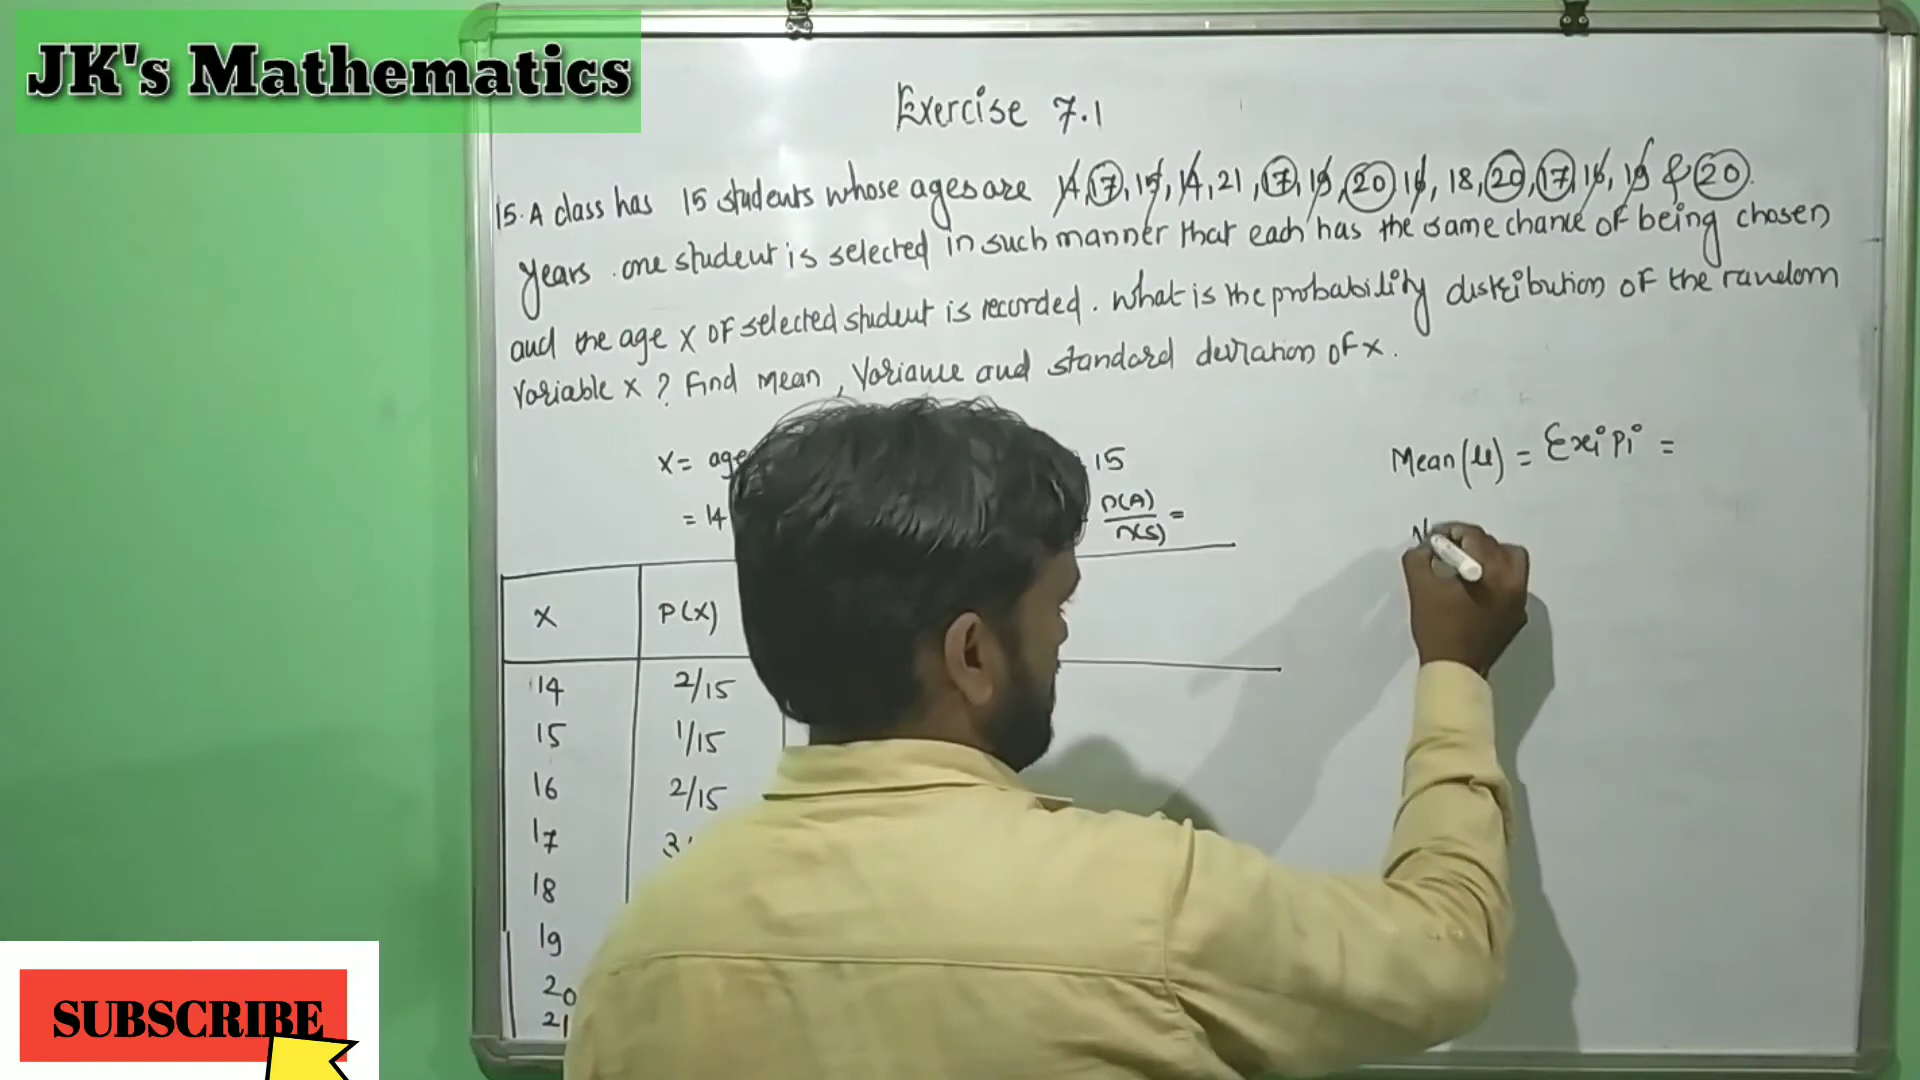 JK's Mathematics
Exercise 7.1
15. A class has 15 students whose ages are 14, 17, 15, 14, 21, 17, 19, 20 16, 18, 20, 17, 16, 19 & 20.
years. one student is selected in such manner that each has the same chance of being chosen
and the age X of selected student is recorded. What is the probability distribution of the random
variable X ? Find Mean, Variance and standard deviation of x.
X = age
15
Mean (μ) = Σxi pi =
= 14
n(A)/n(S) =
X P(X)
14 2/15
15 1/15
16 2/15
17 3
18
19
20
21
SUBSCRIBE